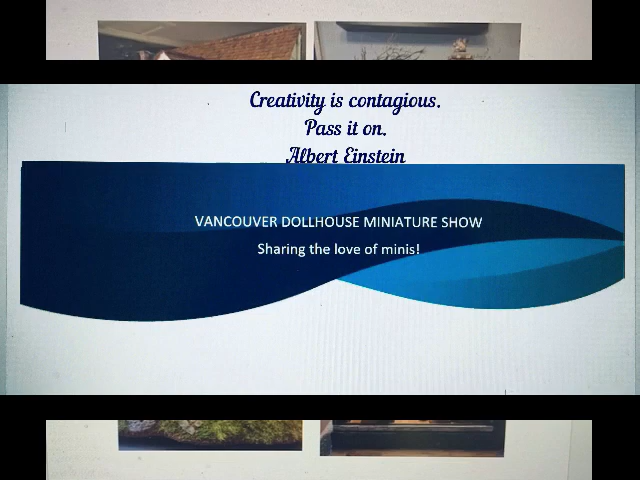 Creativity is contagious.
Pass it on.
Albert Einstein
VANCOUVER DOLLHOUSE MINIATURE SHOW
Sharing the love of minis!